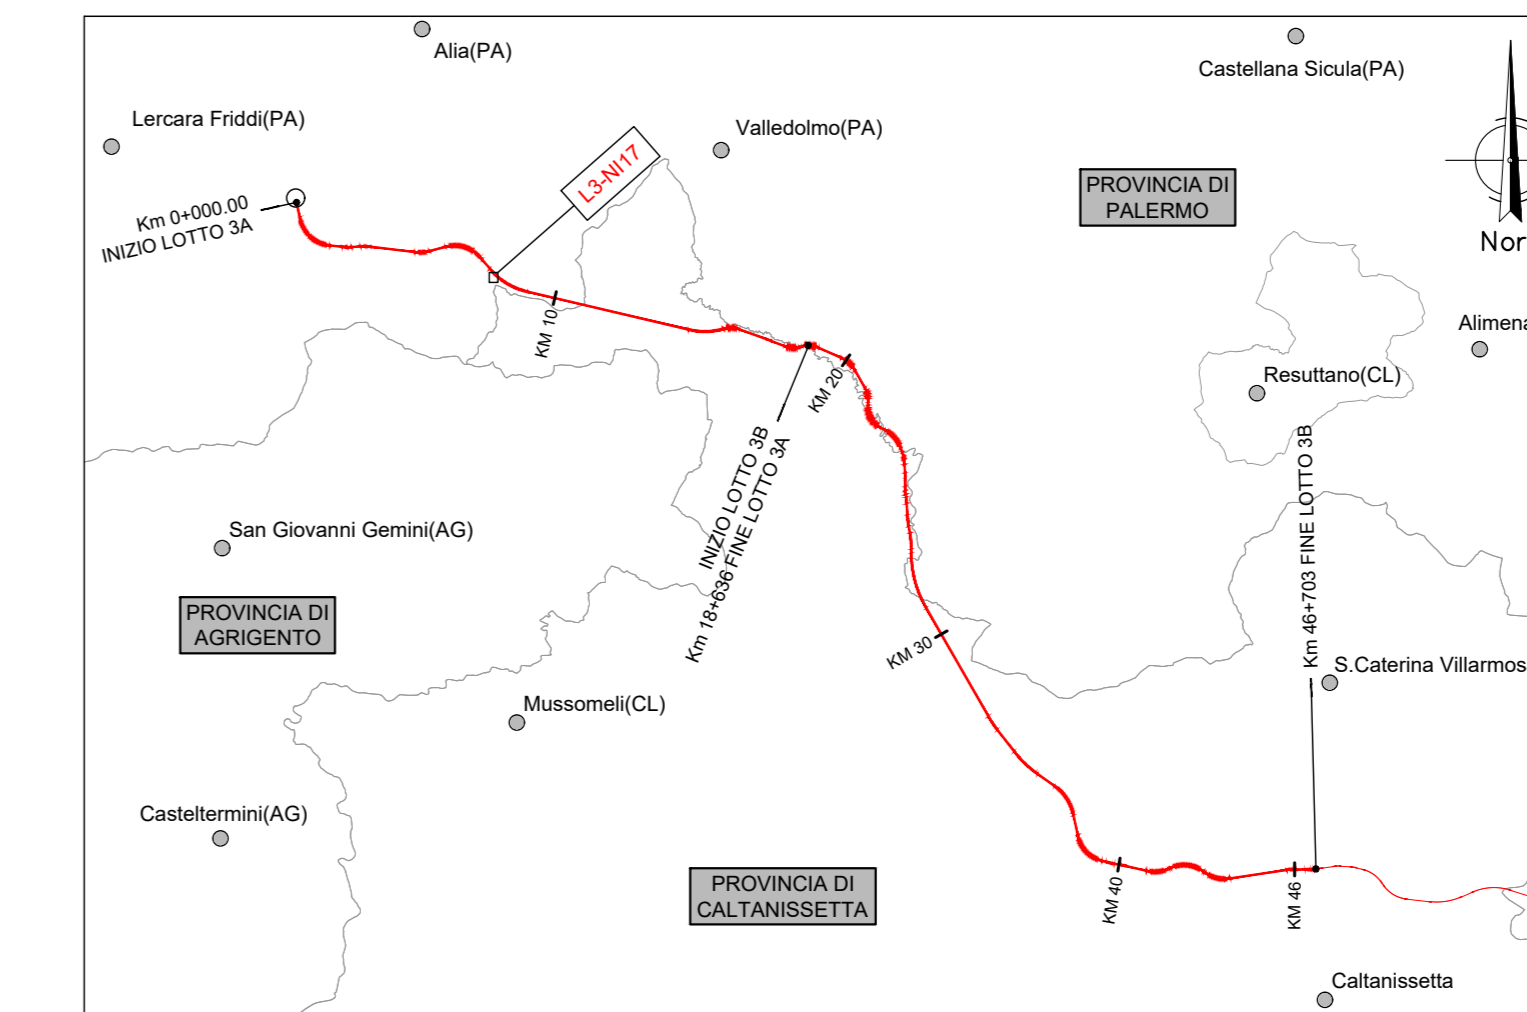 Alia(PA)
Castellana Sicula(PA)
Lercara Friddi(PA)
Valledolmo(PA)
L3-NI17
PROVINCIA DI
PALERMO
Km 0+000.00
INIZIO LOTTO 3A
Nor
KM 10
Alimena
KM 20
Resuttano(CL)
INIZIO LOTTO 3B
Km 18+636 FINE LOTTO 3A
Km 46+703 FINE LOTTO 3B
San Giovanni Gemini(AG)
PROVINCIA DI
AGRIGENTO
KM 30
S.Caterina Villarmos
Mussomeli(CL)
Casteltermini(AG)
PROVINCIA DI
CALTANISSETTA
KM 40
KM 46
Caltanissetta